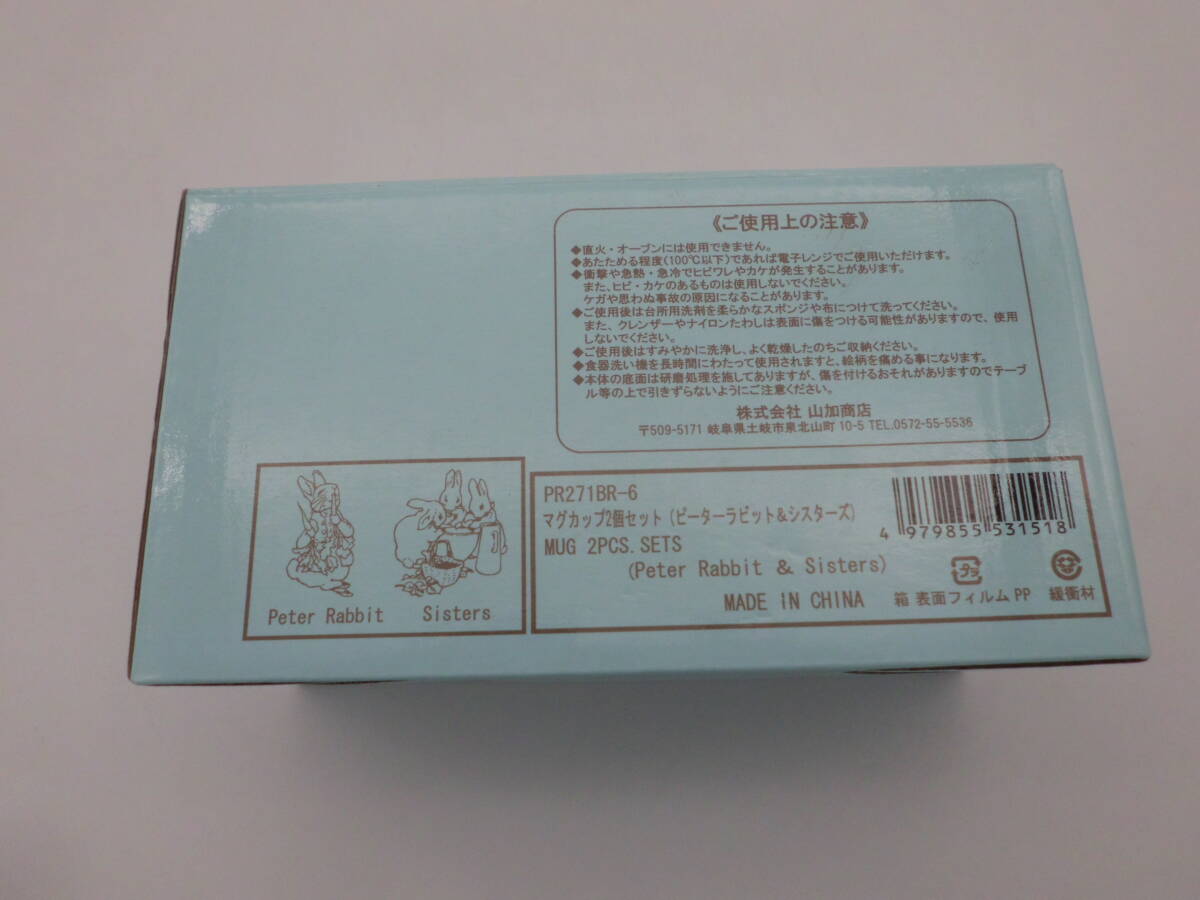 《ご使用上の注意》
◆直火・オーブンには使用できません。
◆あたためる程度(100℃以下)であれば電子レンジでご使用いただけます。
◆衝撃や急熱・急冷でヒビワレやカケが発生することがあります。
また、ヒビ・カケのあるものは使用しないでください。
ケガや思わぬ事故の原因になることがあります。
◆ご使用後は台所用洗剤を柔らかなスポンジや布につけて洗ってください。
また、クレンザーやナイロンたわしは表面に傷をつける可能性がありますので、使用
しないでください。
◆ご使用後はすみやかに洗浄し、よく乾燥したのちご収納ください。
◆食器洗い機を長時間にわたって使用されますと、絵柄を痛める事になります。
◆本体の底面は研磨処理を施してありますが、傷を付けるおそれがありますのでテーブ
ル等の上で引きずらないようにご注意ください。
株式会社 山加商店
〒509-5171 岐阜県土岐市泉北山町 10-5 TEL.0572-55-5536
Peter Rabbit Sisters
PR271BR-6
マグカップ2個セット (ピーターラビット&シスターズ)
MUG 2PCS. SETS
(Peter Rabbit & Sisters)
MADE IN CHINA
4 979855 531518
プラ
箱 表面フィルム PP 緩衝材